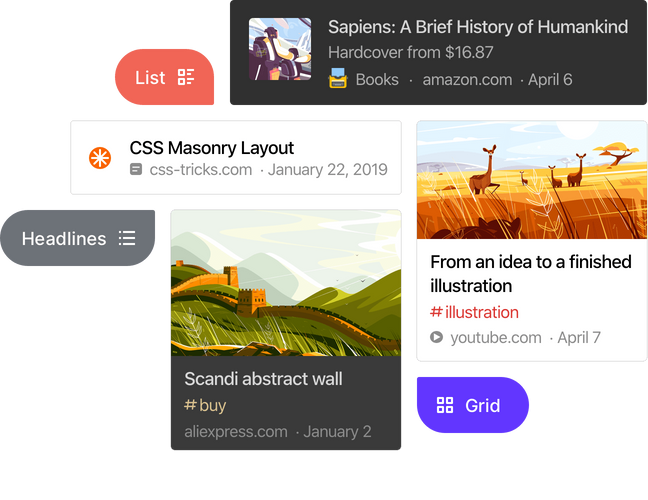 Sapiens: A Brief History of Humankind
Hardcover from $16.87
Books · amazon.com · April 6
List
CSS Masonry Layout
css-tricks.com · January 22, 2019
Headlines
From an idea to a finished
illustration
#illustration
youtube.com · April 7
Scandi abstract wall
#buy
aliexpress.com · January 2
Grid